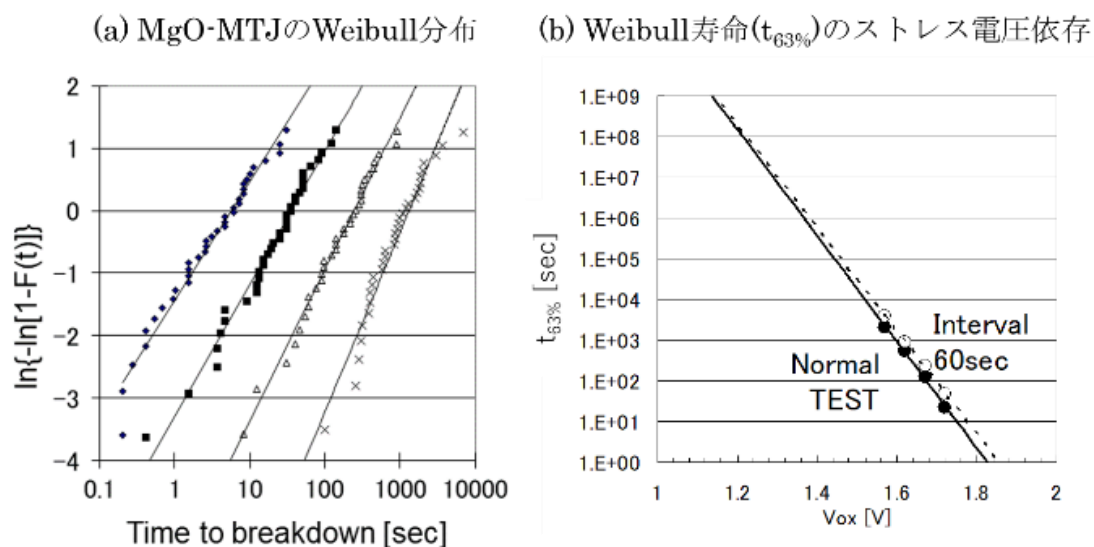 (a) MgO-MTJのWeibull分布
(b) Weibull寿命(t63%)のストレス電圧依存
ln{-ln[1-F(t)]}
2
1
0
-1
-2
-3
-4
0.1 1 10 100 1000 10000
Time to breakdown [sec]
t63% [sec]
1.E+09
1.E+08
1.E+07
1.E+06
1.E+05
1.E+04
1.E+03
1.E+02
1.E+01
1.E+00
Interval
60sec
Normal
TEST
1 1.2 1.4 1.6 1.8 2
Vox [V]